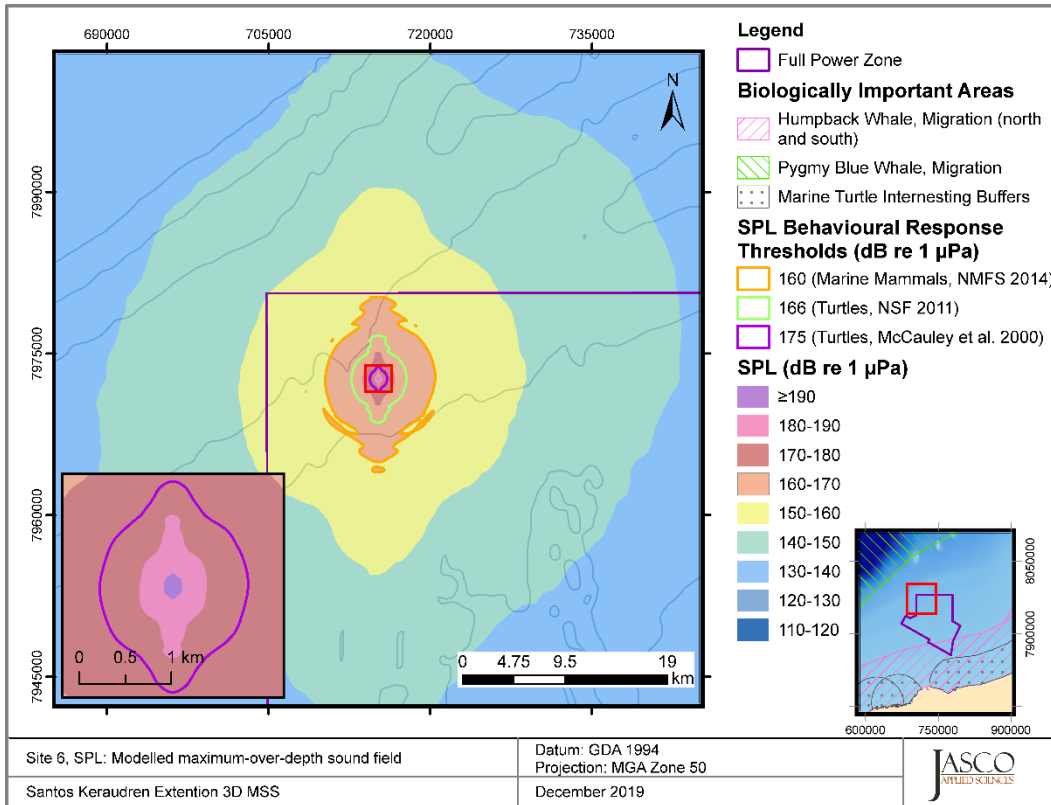 690000 705000 720000 735000
7990000
7975000
7960000
7945000
N
0 0.5 1 km
0 4.75 9.5 19
km
Legend
Full Power Zone
Biologically Important Areas
Humpback Whale, Migration (north
and south)
Pygmy Blue Whale, Migration
Marine Turtle Internesting Buffers
SPL Behavioural Response
Thresholds (dB re 1 µPa)
160 (Marine Mammals, NMFS 2014)
166 (Turtles, NSF 2011)
175 (Turtles, McCauley et al. 2000)
SPL (dB re 1 µPa)
≥190
180-190
170-180
160-170
150-160
140-150
130-140
120-130
110-120
8050000
7900000
600000 750000 900000
Site 6, SPL: Modelled maximum-over-depth sound field
Santos Keraudren Extention 3D MSS
Datum: GDA 1994
Projection: MGA Zone 50
December 2019
JASCO
APPLIED SCIENCES